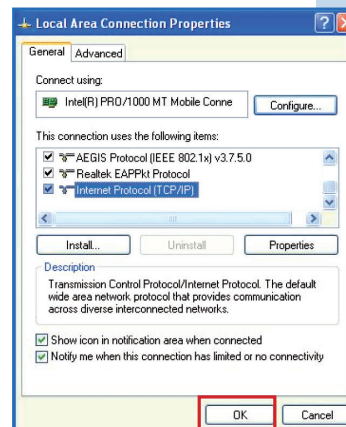 Local Area Connection Properties
General Advanced
Connect using:
Intel(R) PRO/1000 MT Mobile Conne
Configure...
This connection uses the following items:
AEGIS Protocol (IEEE 802.1x) v3.7.5.0
Realtek EAPPkt Protocol
Internet Protocol (TCP/IP)
Install... Uninstall Properties
Description
Transmission Control Protocol/Internet Protocol. The default
wide area network protocol that provides communication
across diverse interconnected networks.
Show icon in notification area when connected
Notify me when this connection has limited or no connectivity
OK Cancel